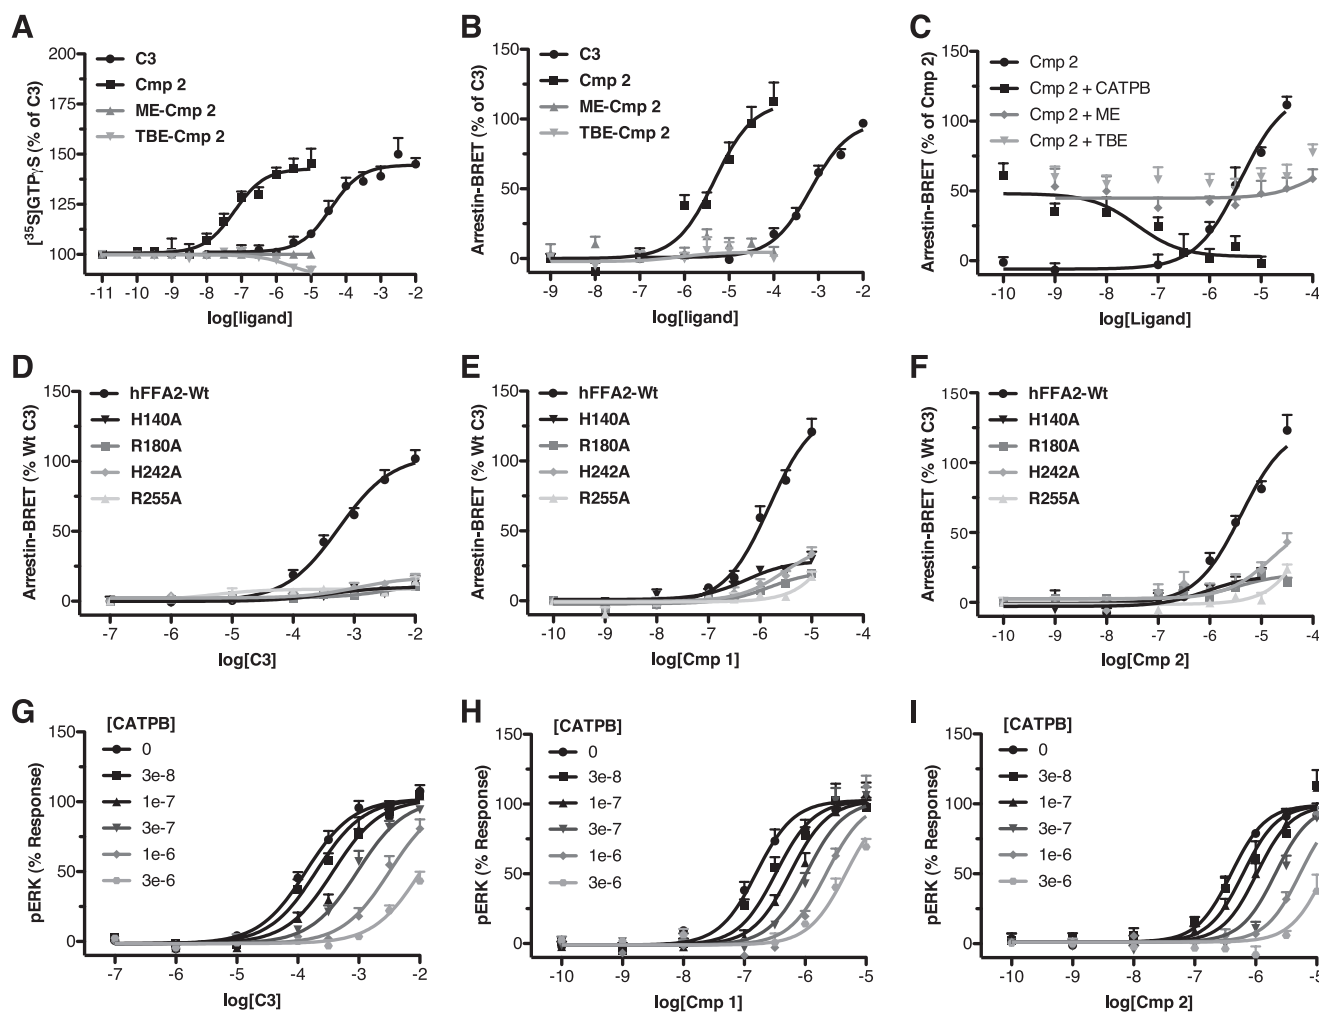 A
[³⁵S]GTPγS (% of C3)
200
175
150
125
100
C3
Cmp 2
ME-Cmp 2
TBE-Cmp 2
-11 -10 -9 -8 -7 -6 -5 -4 -3 -2
log[ligand]
B
Arrestin-BRET (% of C3)
150
100
50
0
C3
Cmp 2
ME-Cmp 2
TBE-Cmp 2
-9 -8 -7 -6 -5 -4 -3 -2
log[ligand]
C
Arrestin-BRET (% of Cmp 2)
150
100
50
0
Cmp 2
Cmp 2 + CATPB
Cmp 2 + ME
Cmp 2 + TBE
-10 -9 -8 -7 -6 -5 -4
log[Ligand]
D
Arrestin-BRET (% Wt C3)
150
100
50
0
hFFA2-Wt
H140A
R180A
H242A
R255A
-7 -6 -5 -4 -3 -2
log[C3]
E
Arrestin-BRET (% Wt C3)
150
100
50
0
hFFA2-Wt
H140A
R180A
H242A
R255A
-10 -9 -8 -7 -6 -5 -4
log[Cmp 1]
F
Arrestin-BRET (% Wt C3)
150
100
50
0
hFFA2-Wt
H140A
R180A
H242A
R255A
-10 -9 -8 -7 -6 -5 -4
log[Cmp 2]
G
pERK (% Response)
150
100
50
0
[CATPB]
0
3e-8
1e-7
3e-7
1e-6
3e-6
-7 -6 -5 -4 -3 -2
log[C3]
H
pERK (% Response)
150
100
50
0
[CATPB]
0
3e-8
1e-7
3e-7
1e-6
3e-6
-10 -9 -8 -7 -6 -5
log[Cmp 1]
I
pERK (% Response)
150
100
50
0
[CATPB]
0
3e-8
1e-7
3e-7
1e-6
3e-6
-10 -9 -8 -7 -6 -5
log[Cmp 2]